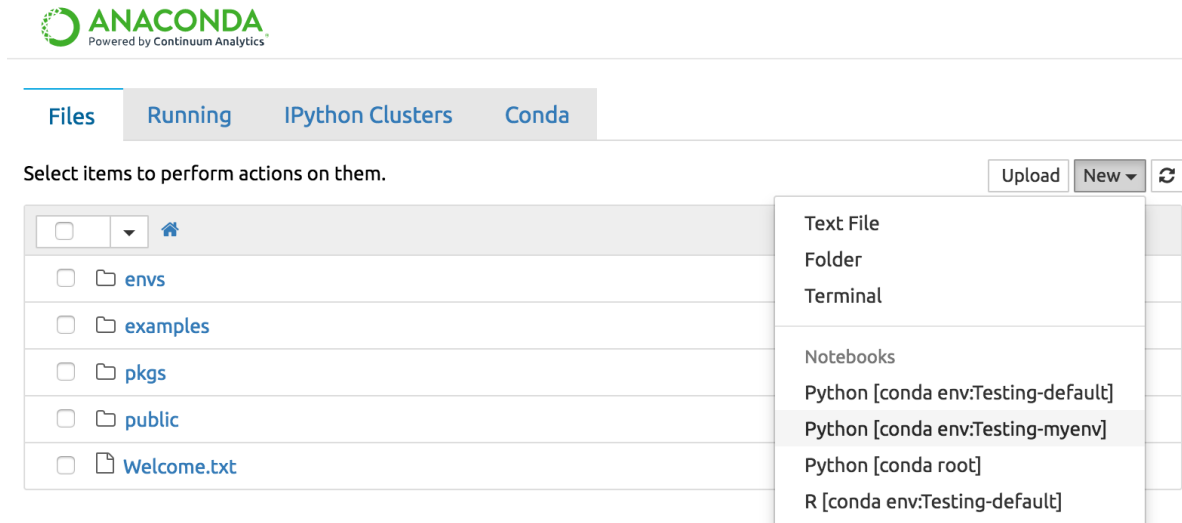 ANACONDA
Powered by Continuum Analytics
Files Running IPython Clusters Conda
Select items to perform actions on them.
Upload New
Text File
Folder
Terminal
Notebooks
Python [conda env:Testing-default]
Python [conda env:Testing-myenv]
Python [conda root]
R [conda env:Testing-default]
envs
examples
pkgs
public
Welcome.txt